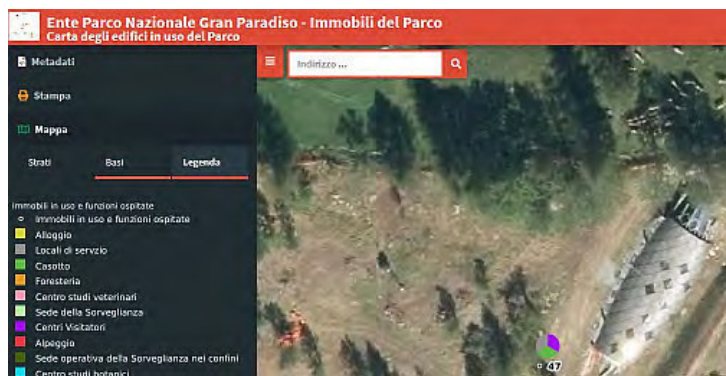 Ente Parco Nazionale Gran Paradiso - Immobili del Parco
Carta degli edifici in uso del Parco
Metadati
Indirizzo ...
Stampa
Mappa
Strati Basi Legenda
Immobili in uso e funzioni ospitate
Immobili in uso e funzioni ospitate
Alloggio
Locali di servzio
Casotto
Foresteria
Centro studi veterinari
Sede della Sorveglianza
Centri Visitatori
Alpeggio
Sede operativa della Sorveglianza nei confini
Centro studi botanici
47